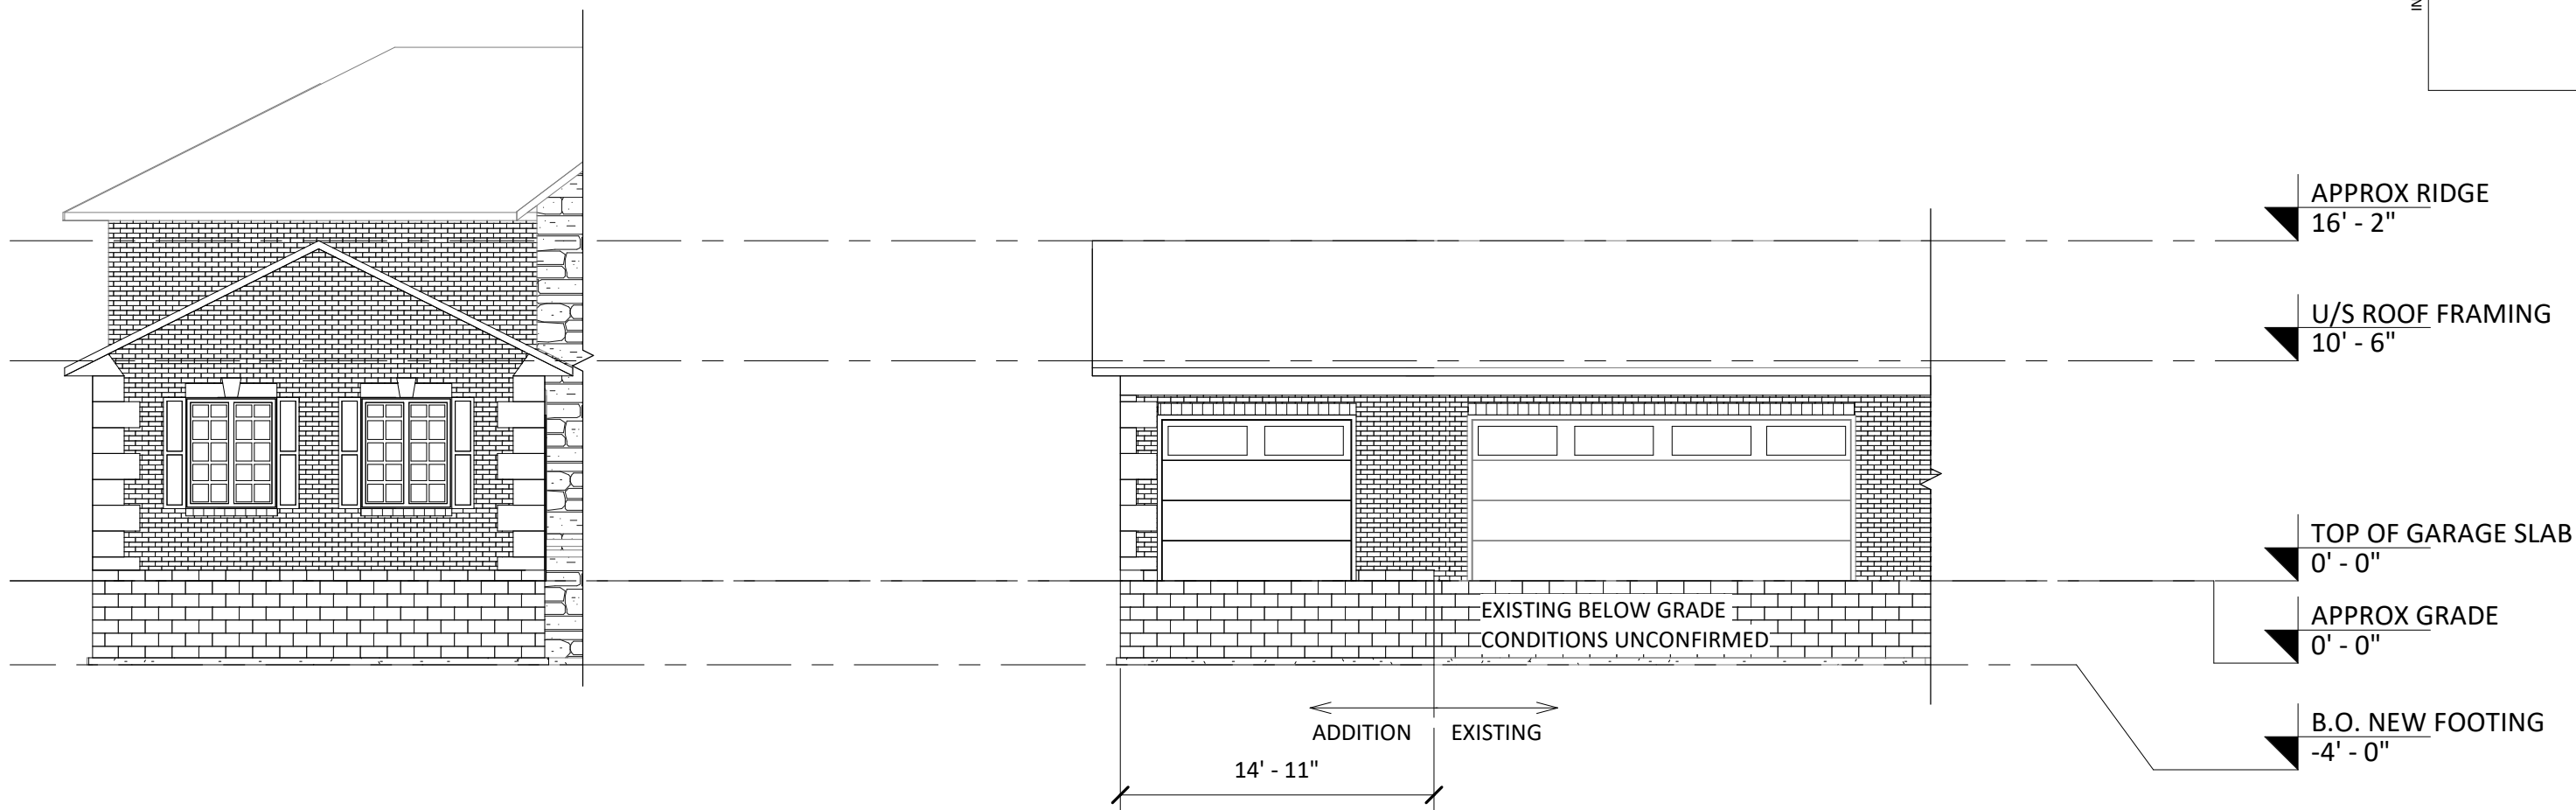 APPROX RIDGE
16' - 2"
U/S ROOF FRAMING
10' - 6"
TOP OF GARAGE SLAB
0' - 0"
APPROX GRADE
0' - 0"
B.O. NEW FOOTING
-4' - 0"
EXISTING BELOW GRADE
CONDITIONS UNCONFIRMED
ADDITION
EXISTING
14' - 11"